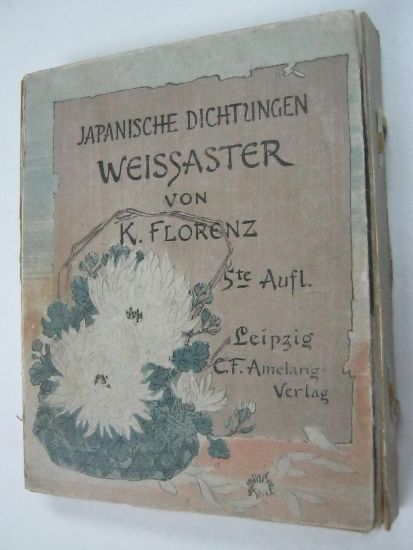 JAPANISCHE DICHTUNGEN
WEISSASTER
VON
K. FLORENZ
5te Aufl.
Leipzig
C.F. Amelang
Verlag